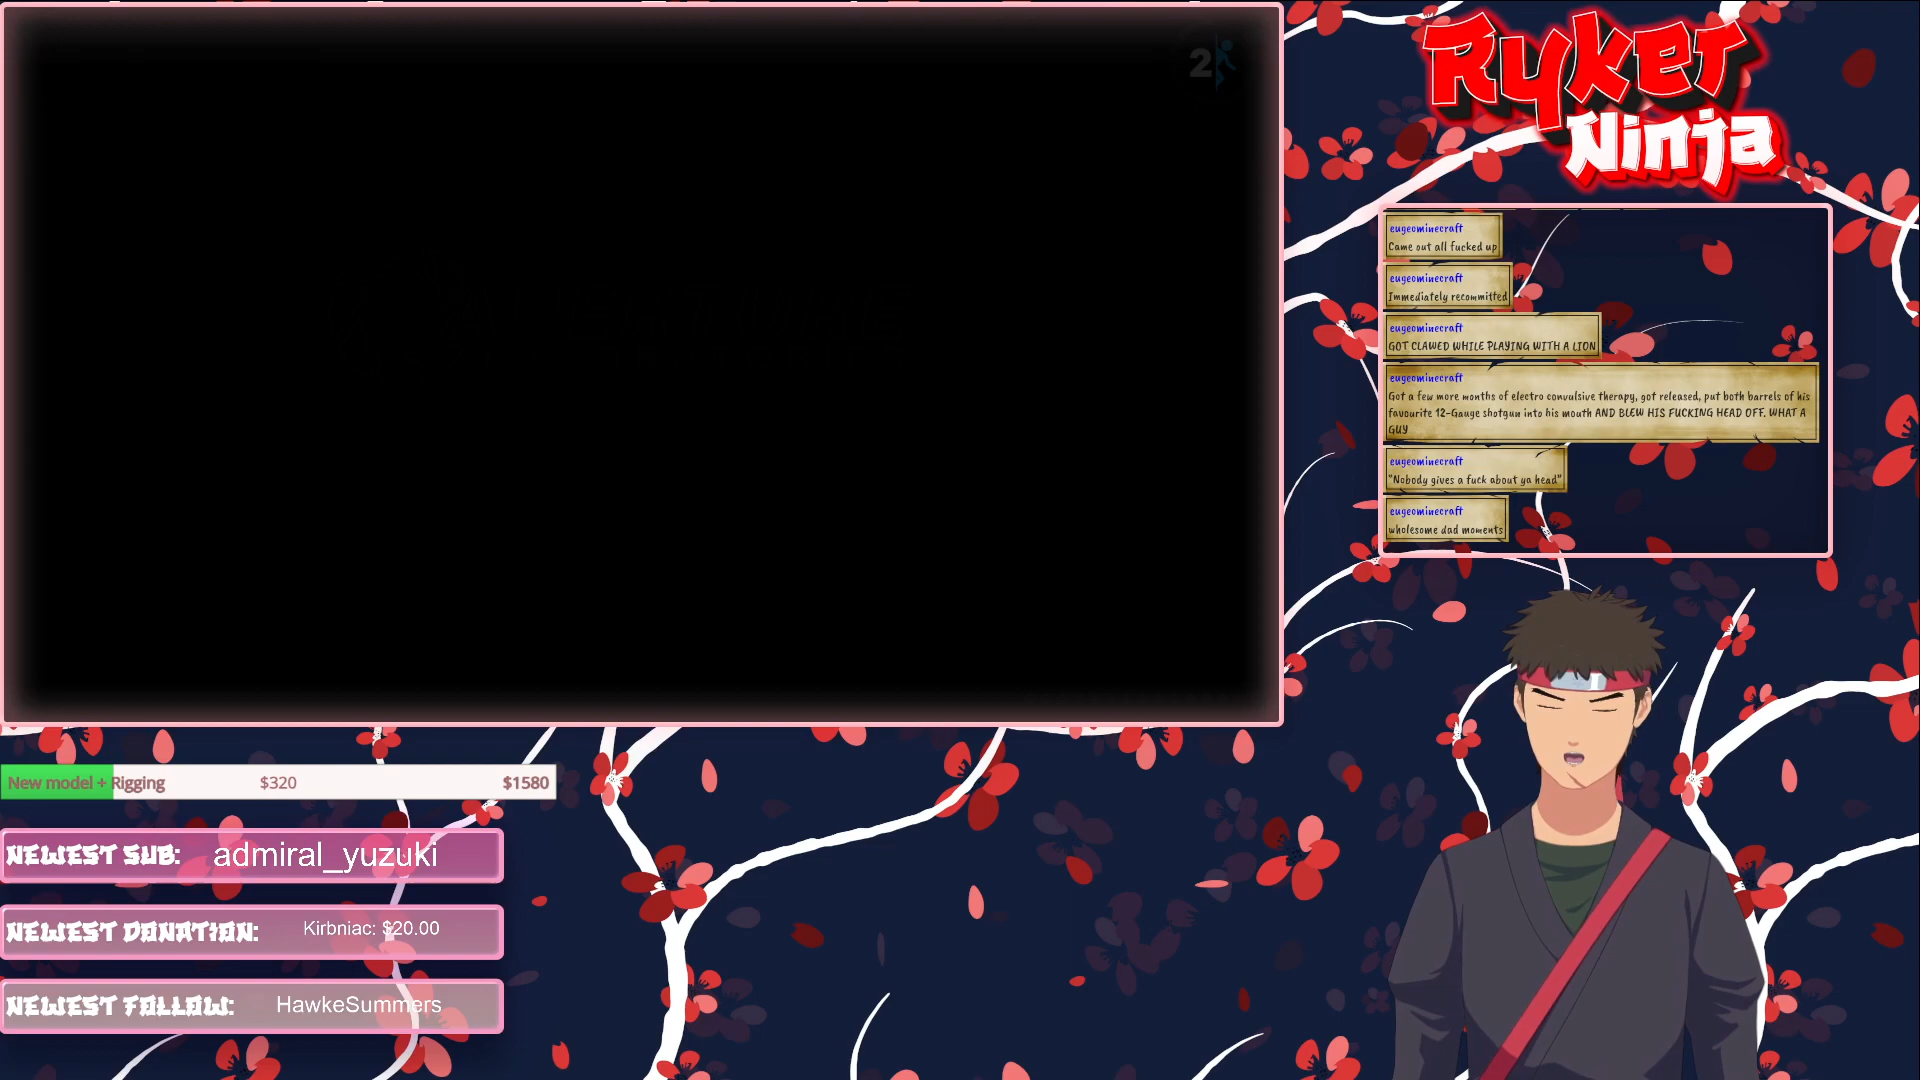 2
Ryker
Ninja
eugeominecraft
Came out all fucked up
eugeominecraft
Immediately recommitted
eugeominecraft
GOT CLAWED WHILE PLAYING WITH A LION
eugeominecraft
Got a few more months of electro convulsive therapy, got released, put both barrels of his
favourite 12-Gauge shotgun into his mouth AND BLEW HIS FUCKING HEAD OFF. WHAT A
GUY
eugeominecraft
"Nobody gives a fuck about ya head"
eugeominecraft
wholesome dad moments
New model + Rigging $320 $1580
NEWEST SUB: admiral_yuzuki
NEWEST DONATION: Kirbniac: $20.00
NEWEST FOLLOW: HawkeSummers